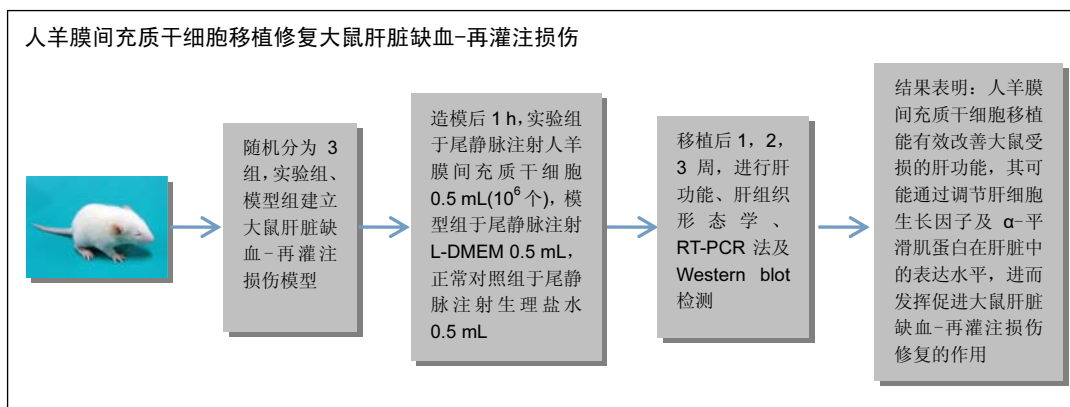 人羊膜间充质干细胞移植修复大鼠肝脏缺血-再灌注损伤
随机分为 3
组，实验组、
模型组建立
大鼠肝脏缺
血-再灌注
损伤模型
造模后 1 h，实验组
于尾静脉注射人羊
膜间充质干细胞
0.5 mL(10⁶ 个)，模
型组于尾静脉注射
L-DMEM 0.5 mL，
正常对照组于尾静
脉注射生理盐水
0.5 mL
移植后 1，2，
3 周，进行肝
功能、肝组织
形态学、
RT-PCR 法及
Western blot
检测
结果表明：人羊膜
间充质干细胞移植
能有效改善大鼠受
损的肝功能，其可
能通过调节肝细胞
生长因子及 α-平
滑肌蛋白在肝脏中
的表达水平，进而
发挥促进大鼠肝脏
缺血-再灌注损伤
修复的作用